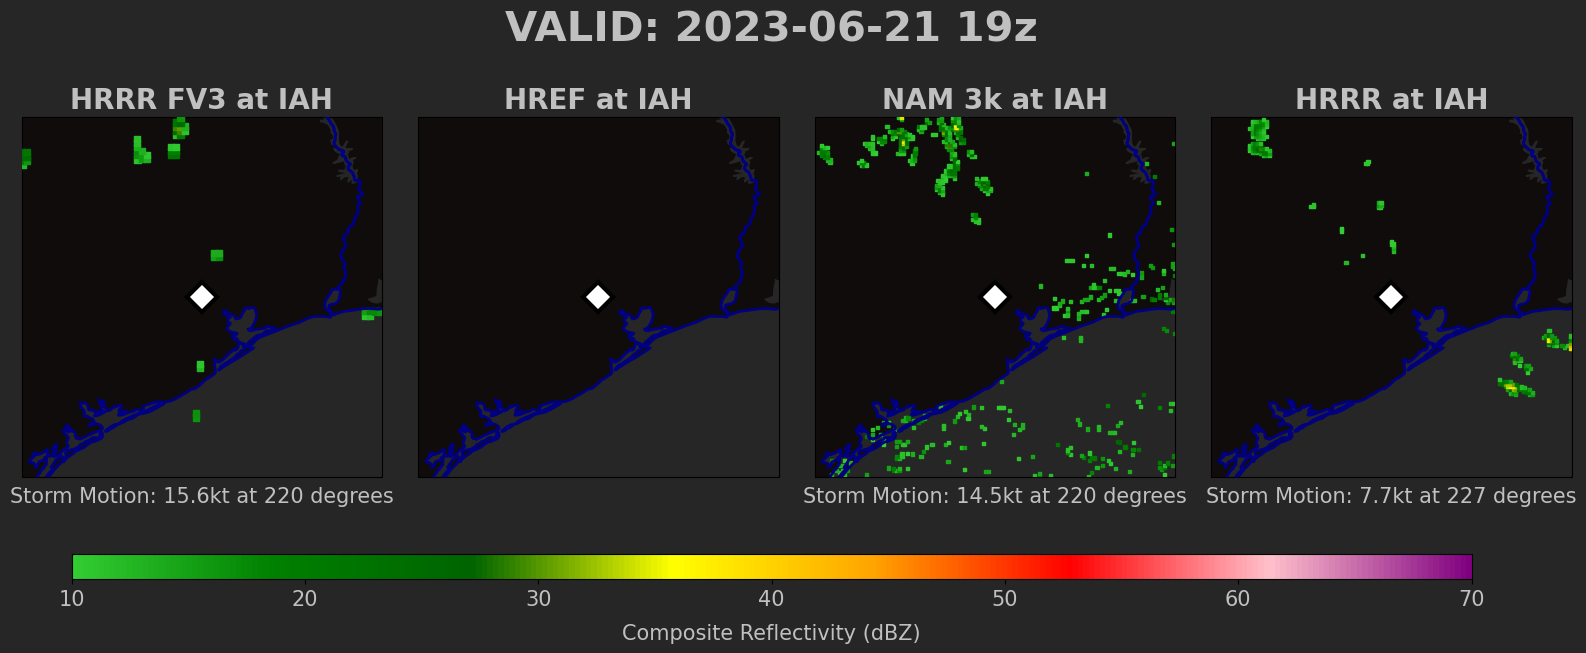 VALID: 2023-06-21 19z
HRRR FV3 at IAH
HREF at IAH
NAM 3k at IAH
HRRR at IAH
Storm Motion: 15.6kt at 220 degrees
Storm Motion: 14.5kt at 220 degrees
Storm Motion: 7.7kt at 227 degrees
10 20 30 40 50 60 70
Composite Reflectivity (dBZ)